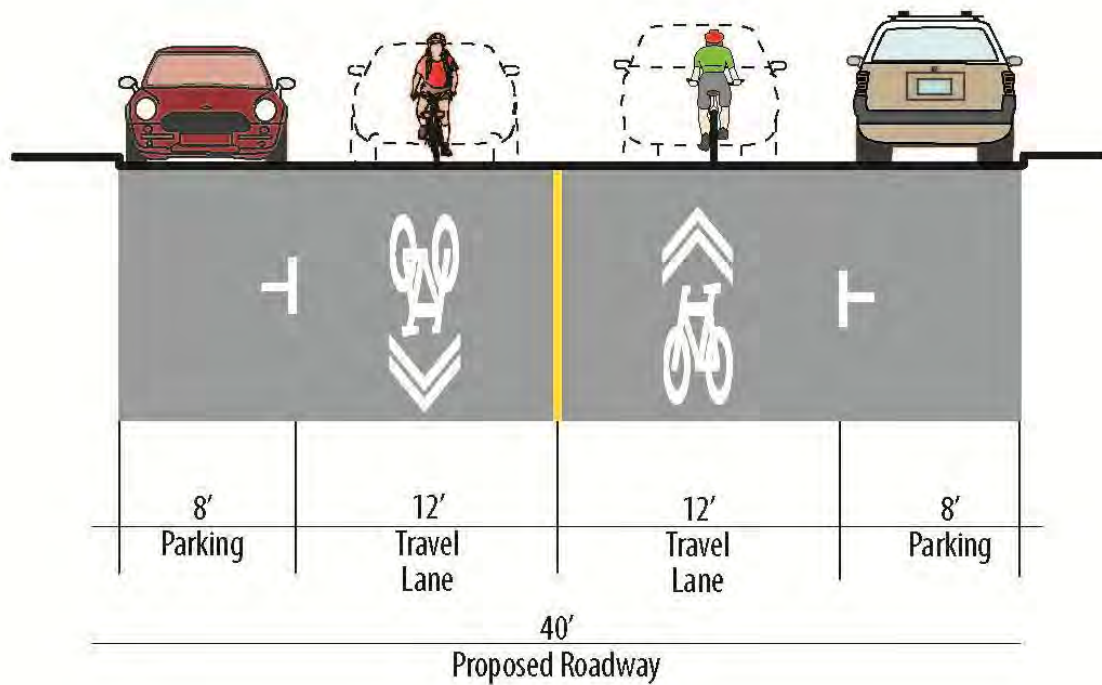 8’
Parking
12’
Travel
Lane
12’
Travel
Lane
8’
Parking
40’
Proposed Roadway